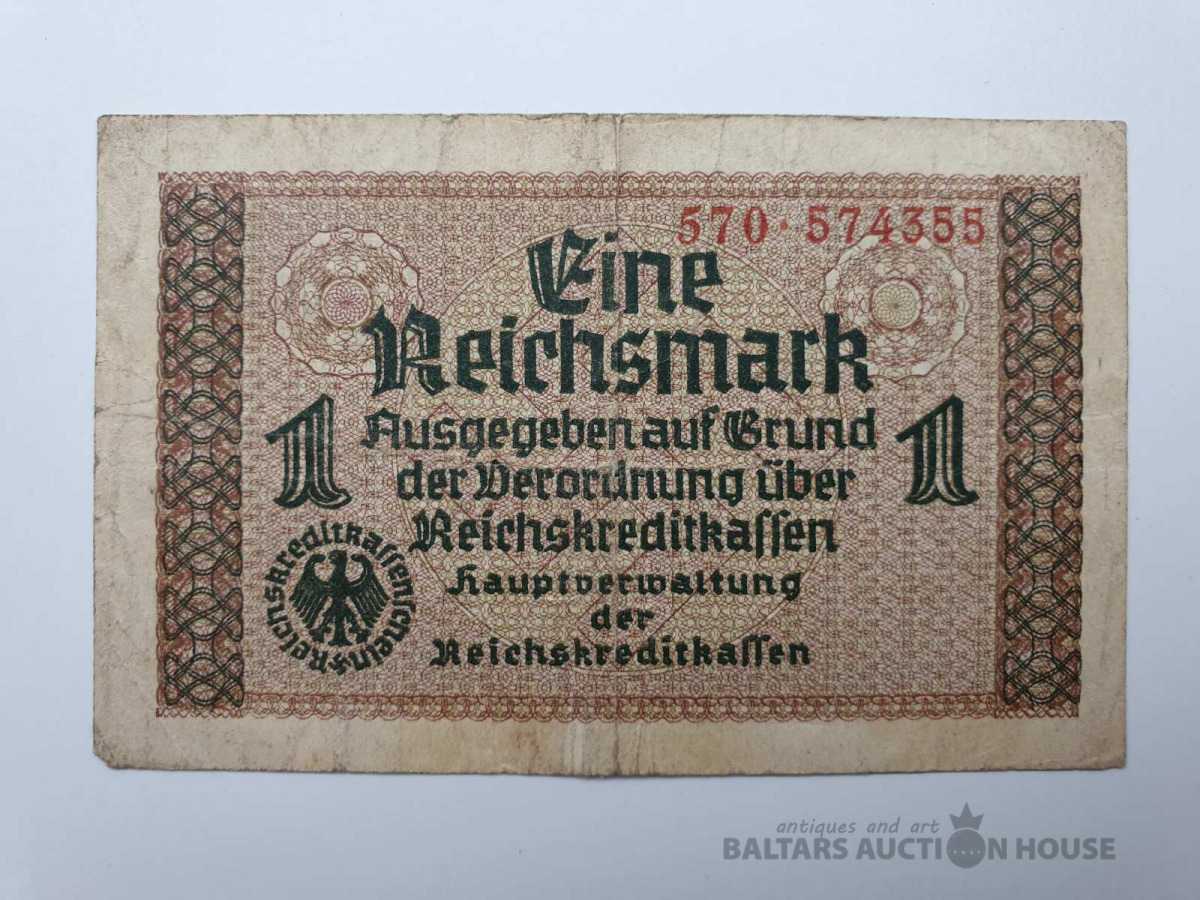 570·574355
Eine
Reichsmark
1 Ausgegeben auf Grund 1
der Verordnung über
Reichskreditkassen
Hauptverwaltung
der
Reichskreditkassen
Reichskreditkassenschein
antiques and art
BALTARS AUCTION HOUSE